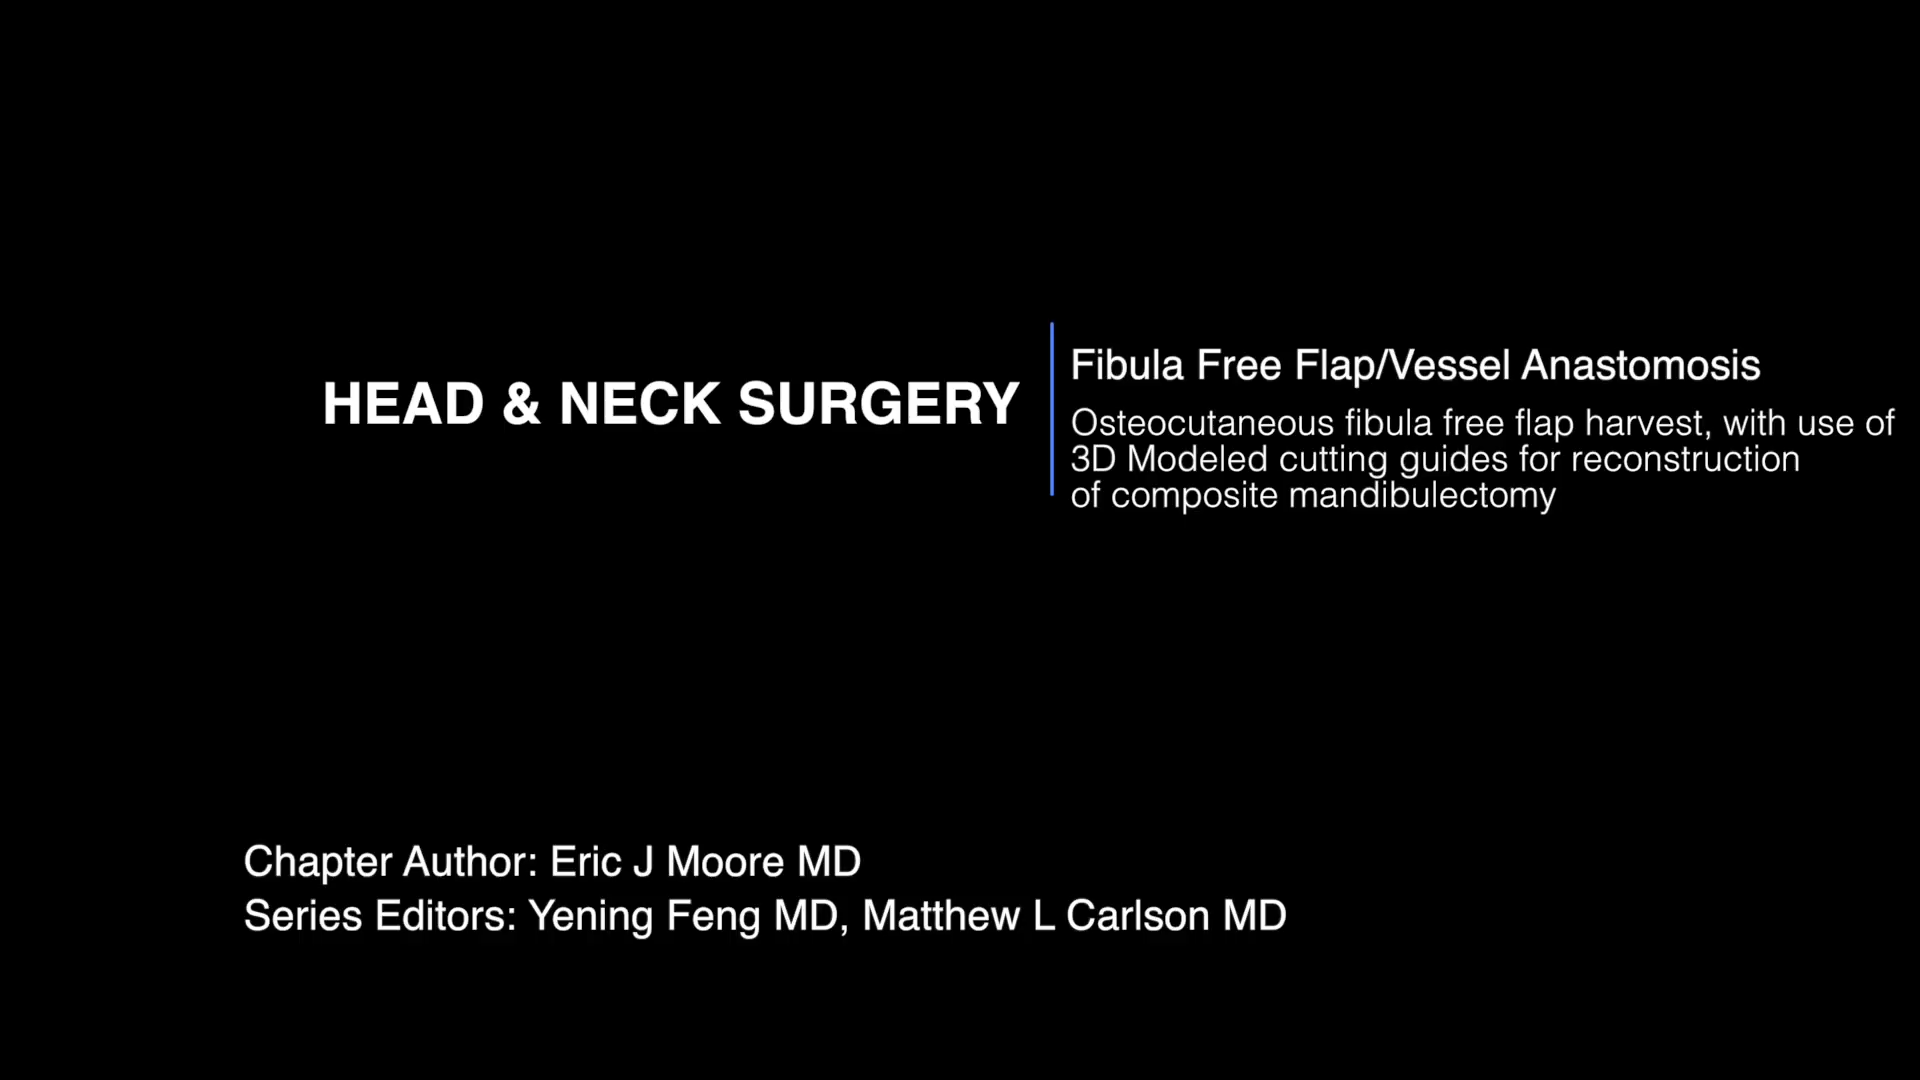 HEAD & NECK SURGERY
Fibula Free Flap/Vessel Anastomosis
Osteocutaneous fibula free flap harvest, with use of
3D Modeled cutting guides for reconstruction
of composite mandibulectomy
Chapter Author: Eric J Moore MD
Series Editors: Yening Feng MD, Matthew L Carlson MD